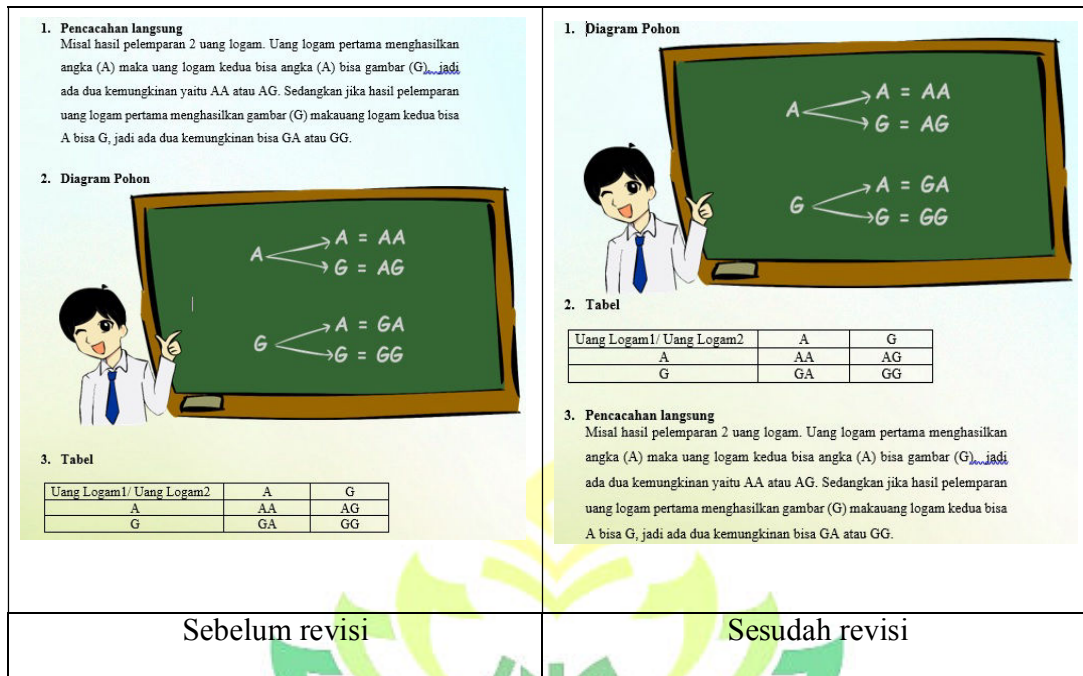 1. Pencacahan langsung
Misal hasil pelemparan 2 uang logam. Uang logam pertama menghasilkan
angka (A) maka uang logam kedua bisa angka (A) bisa gambar (G), jadi
ada dua kemungkinan yaitu AA atau AG. Sedangkan jika hasil pelemparan
uang logam pertama menghasilkan gambar (G) makauang logam kedua bisa
A bisa G, jadi ada dua kemungkinan bisa GA atau GG.
2. Diagram Pohon
A A = AA
G = AG
G A = GA
G = GG
3. Tabel
Uang Logam1/ Uang Logam2 A G
A AA AG
G GA GG
Sebelum revisi
1. Diagram Pohon
A A = AA
G = AG
G A = GA
G = GG
2. Tabel
Uang Logam1/ Uang Logam2 A G
A AA AG
G GA GG
3. Pencacahan langsung
Misal hasil pelemparan 2 uang logam. Uang logam pertama menghasilkan
angka (A) maka uang logam kedua bisa angka (A) bisa gambar (G), jadi
ada dua kemungkinan yaitu AA atau AG. Sedangkan jika hasil pelemparan
uang logam pertama menghasilkan gambar (G) makauang logam kedua bisa
A bisa G, jadi ada dua kemungkinan bisa GA atau GG.
Sesudah revisi